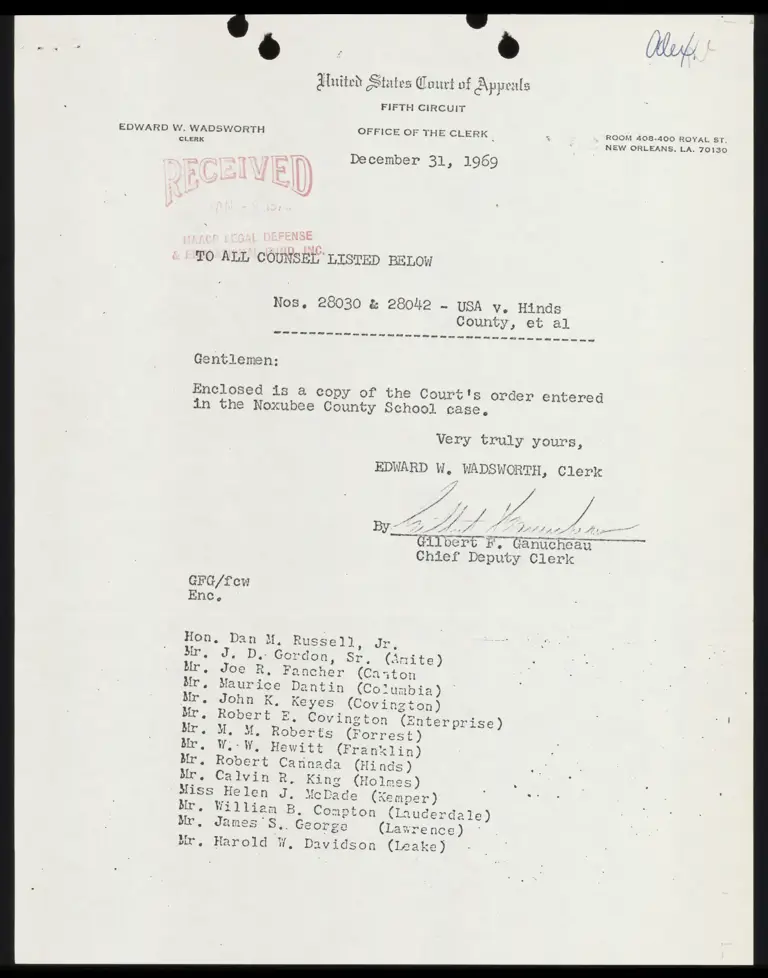 United States Court of Appeals
FIFTH CIRCUIT
OFFICE OF THE CLERK
EDWARD W. WADSWORTH
CLERK
ROOM 408-400 ROYAL ST.
NEW ORLEANS, LA. 70130
December 31, 1969
RECEIVED
LEGAL DEFENSE
& INC.
TO ALL COUNSEL LISTED BELOW
Nos. 28030 & 28042 - USA v. Hinds
County, et al
Gentlemen:
Enclosed is a copy of the Court's order entered
in the Noxubee County School case.
Very truly yours,
EDWARD W. WADSWORTH, Clerk
By
Gilbert F. Ganucheau
Chief Deputy Clerk
GFG/fcw
Enc.
Hon. Dan M. Russell, Jr.
Mr. J. D. Gordon, Sr. (Amite)
Mr. Joe R. Fancher (Canton
Mr. Maurice Dantin (Columbia)
Mr. John K. Keyes (Covington)
Mr. Robert E. Covington (Enterprise)
Mr. M. M. Roberts (Forrest)
Mr. W. W. Hewitt (Franklin)
Mr. Robert Cannada (Hinds)
Mr. Calvin R. King (Holmes)
Miss Helen J. McDade (Kemper)
Mr. William B. Compton (Lauderdale)
Mr. James S. George (Lawrence)
Mr. Harold W. Davidson (Leake)